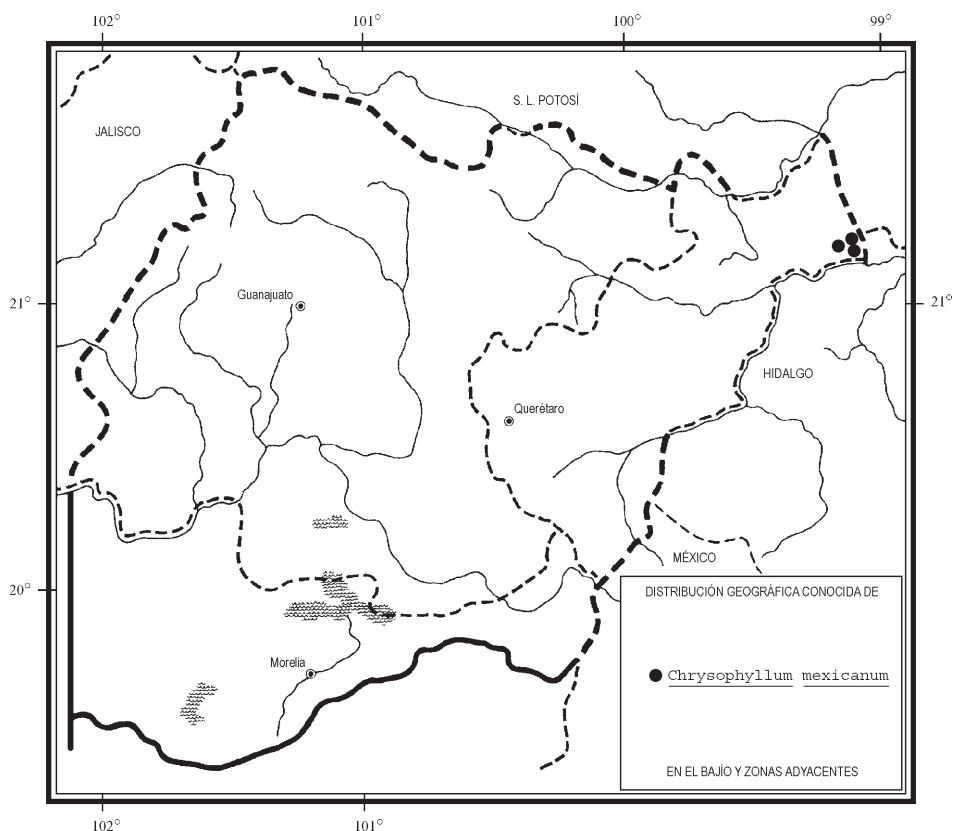 102°
101°
100°
99°
S. L. POTOSÍ
JALISCO
Guanajuato
21°
21°
HIDALGO
Querétaro
MÉXICO
20°
DISTRIBUCIÓN GEOGRÁFICA CONOCIDA DE
Morelia
Chrysophyllum mexicanum
EN EL BAJÍO Y ZONAS ADYACENTES
102°
101°